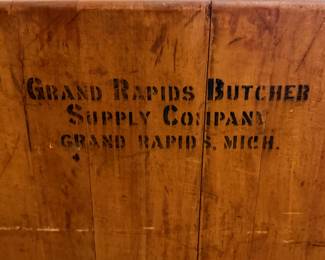 GRAND RAPIDS BUTCHER
SUPPLY COMPANY
GRAND RAPIDS, MICH.